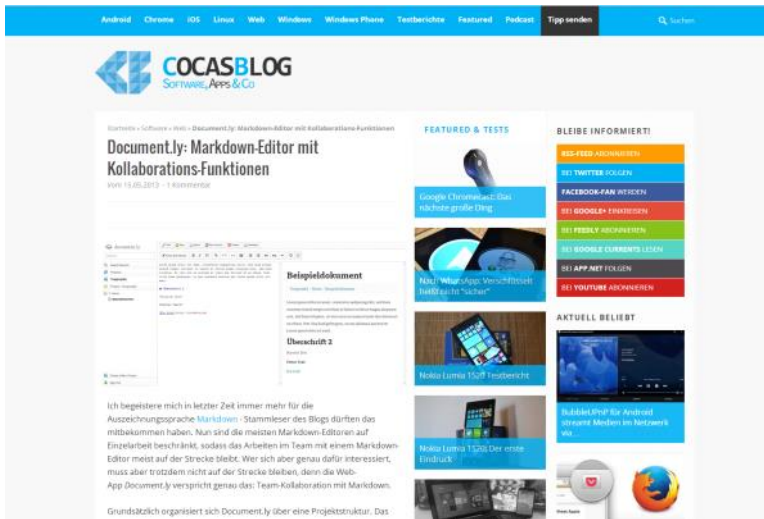 Android Chrome iOS Linux Web Windows Windows Phone Testberichte Featured Podcast Tipp senden Suchen
COCASBLOG
SOFTWARE, APPS & CO
Startseite » Software » Web » Document.ly: Markdown-Editor mit Kollaborations-Funktionen
Document.ly: Markdown-Editor mit
Kollaborations-Funktionen
Vom 15.05.2013 - 1 Kommentar
Beispieldokument
Überschrift 2
Ich begeistere mich in letzter Zeit immer mehr für die
Auszeichnungssprache Markdown - Stammleser des Blogs dürften das
mitbekommen haben. Nun sind die meisten Markdown-Editoren auf
Einzelarbeit beschränkt, sodass das Arbeiten im Team mit einem Markdown-
Editor meist auf der Strecke bleibt. Wer sich aber genau dafür interessiert,
muss aber trotzdem nicht auf der Strecke bleiben, denn die Web-
App Document.ly verspricht genau das: Team-Kollaboration mit Markdown.
Grundsätzlich organisiert sich Document.ly über eine Projektstruktur. Das
FEATURED & TESTS
Google Chromecast: Das
nächste große Ding
Nach WhatsApp: Verschlüsselt
heißt nicht "sicher"
Nokia Lumia 1520 Testbericht
Nokia Lumia 1520: Der erste
Eindruck
BLEIBE INFORMIERT!
RSS-FEED ABONNIEREN
BEI TWITTER FOLGEN
FACEBOOK-FAN WERDEN
BEI GOOGLE+ EINKREISEN
BEI FEEDLY ABONNIEREN
BEI GOOGLE CURRENTS LESEN
BEI APP.NET FOLGEN
BEI YOUTUBE ABONNIEREN
AKTUELL BELIEBT
BubbleUPnP für Android
streamt Medien im Netzwerk
via...